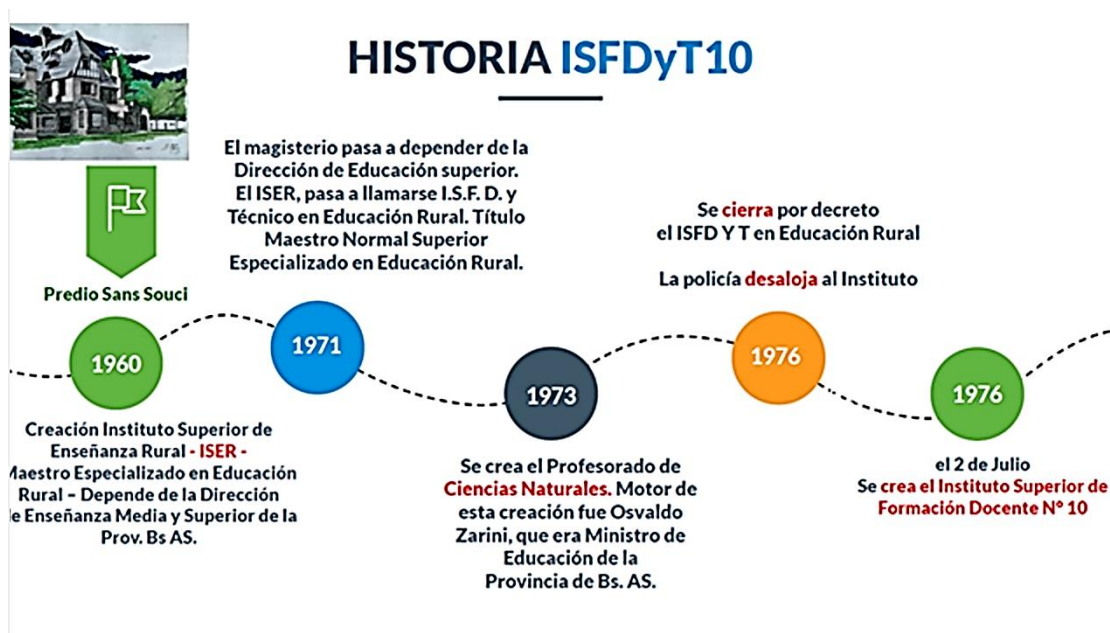 HISTORIA ISFDyT10
Predio Sans Souci
1960
Creación Instituto Superior de
Enseñanza Rural - ISER -
Maestro Especializado en Educación
Rural – Depende de la Dirección
de Enseñanza Media y Superior de la
Prov. Bs AS.
El magisterio pasa a depender de la
Dirección de Educación superior.
El ISER, pasa a llamarse I.S.F. D. y
Técnico en Educación Rural. Título
Maestro Normal Superior
Especializado en Educación Rural.
1971
1973
Se crea el Profesorado de
Ciencias Naturales. Motor de
esta creación fue Osvaldo
Zarini, que era Ministro de
Educación de la
Provincia de Bs. AS.
Se cierra por decreto
el ISFD Y T en Educación Rural
La policía desaloja al Instituto
1976
1976
el 2 de Julio
Se crea el Instituto Superior de
Formación Docente N° 10